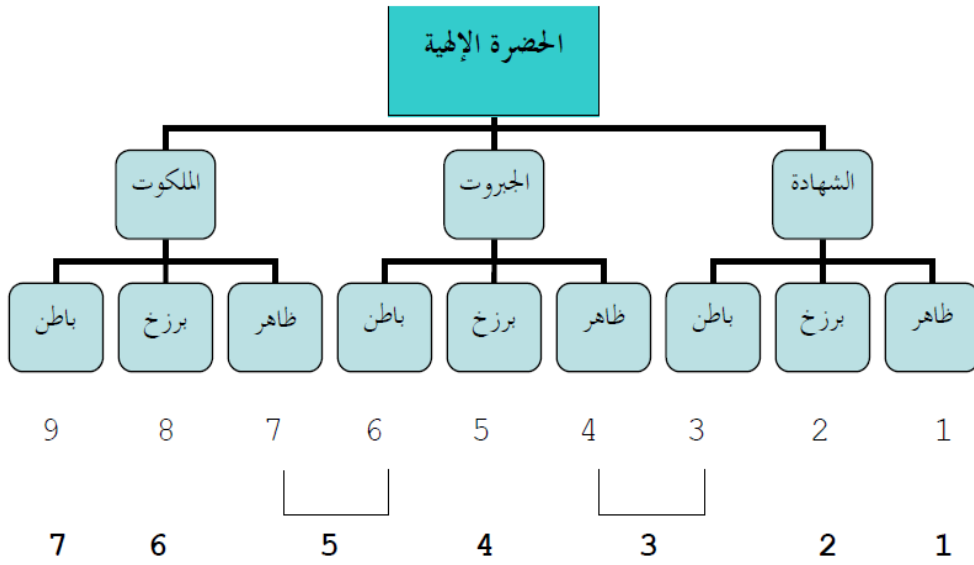 الحضرة الإلهية
الشهادة الجبروت الملكوت
ظاهر برزخ باطن ظاهر برزخ باطن ظاهر برزخ باطن
1 2 3 4 5 6 7 8 9
1 2 3 4 5 6 7